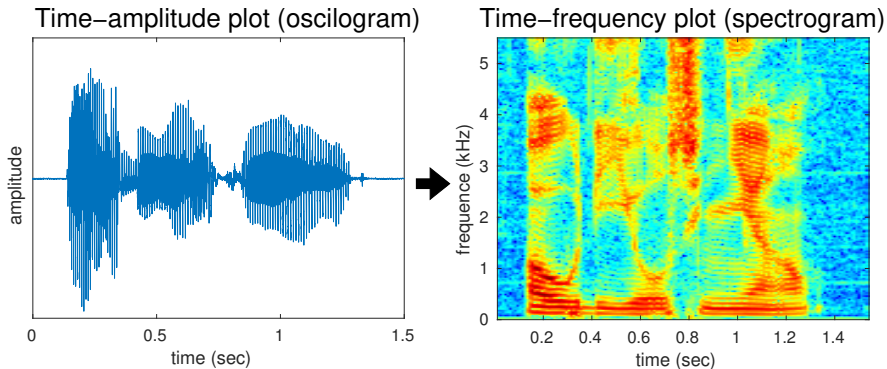 Time-amplitude plot (oscilogram)
amplitude
0
0.5
1
1.5
time (sec)
Time-frequency plot (spectrogram)
frequence (kHz)
5
4
3
2
1
0
0.2
0.4
0.6
0.8
1
1.2
1.4
time (sec)